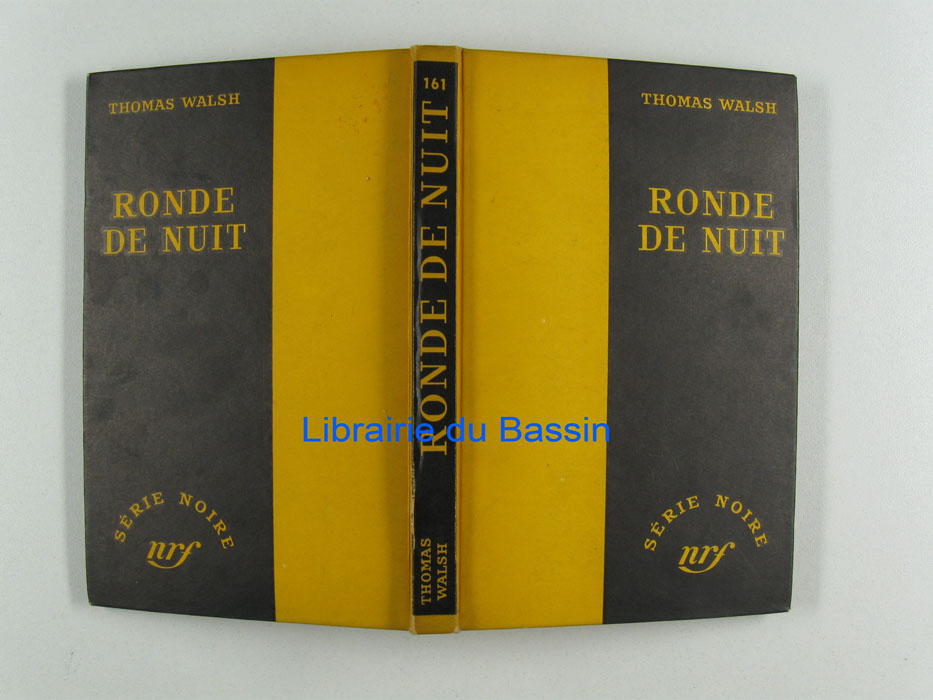 THOMAS WALSH
RONDE
DE NUIT
SÉRIE NOIRE
nrf
161
RONDE DE NUIT
THOMAS
WALSH
THOMAS WALSH
RONDE
DE NUIT
SÉRIE NOIRE
nrf
Librairie du Bassin